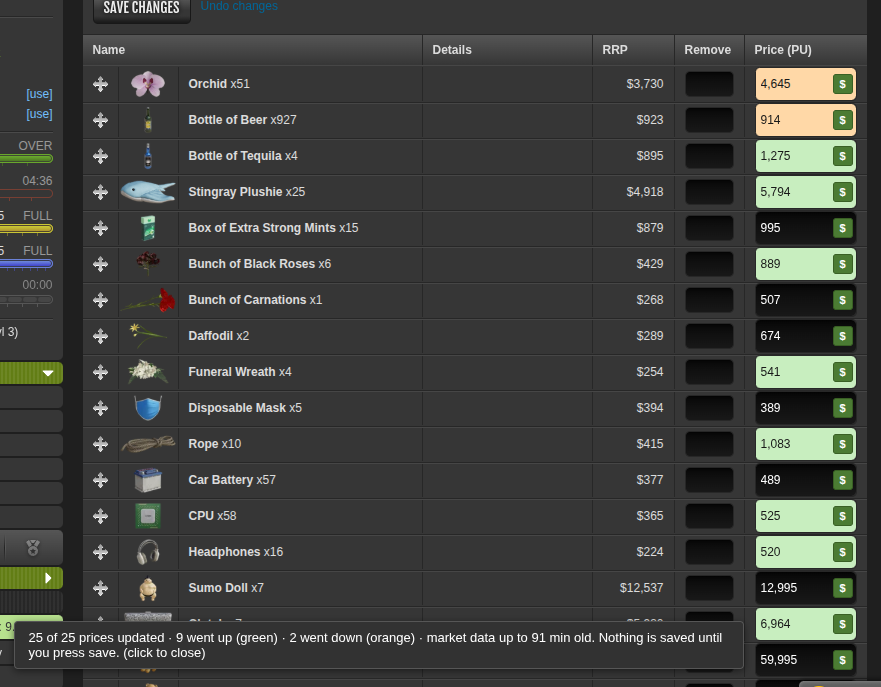 SAVE CHANGES Undo changes
Name Details RRP Remove Price (PU)
Orchid x51 $3,730 4,645 $
[use]
[use] Bottle of Beer x927 $923 914 $
OVER Bottle of Tequila x4 $895 1,275 $
04:36 Stingray Plushie x25 $4,918 5,794 $
5 FULL Box of Extra Strong Mints x15 $879 995 $
5 FULL Bunch of Black Roses x6 $429 889 $
00:00 Bunch of Carnations x1 $268 507 $
3) Daffodil x2 $289 674 $
Funeral Wreath x4 $254 541 $
Disposable Mask x5 $394 389 $
Rope x10 $415 1,083 $
Car Battery x57 $377 489 $
CPU x58 $365 525 $
Headphones x16 $224 520 $
Sumo Doll x7 $12,537 12,995 $
6,964 $
25 of 25 prices updated · 9 went up (green) · 2 went down (orange) · market data up to 91 min old. Nothing is saved until
you press save. (click to close)
59,995 $